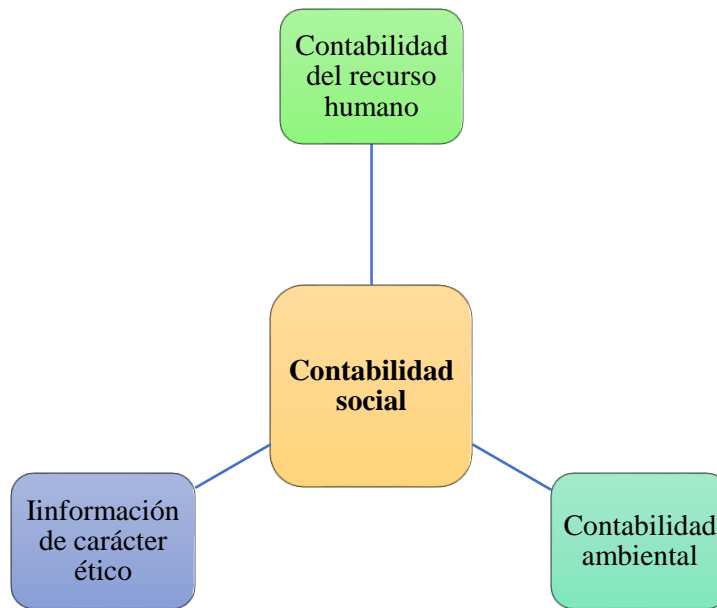 Contabilidad
del recurso
humano
Contabilidad
social
Iinformación
de carácter
ético
Contabilidad
ambiental